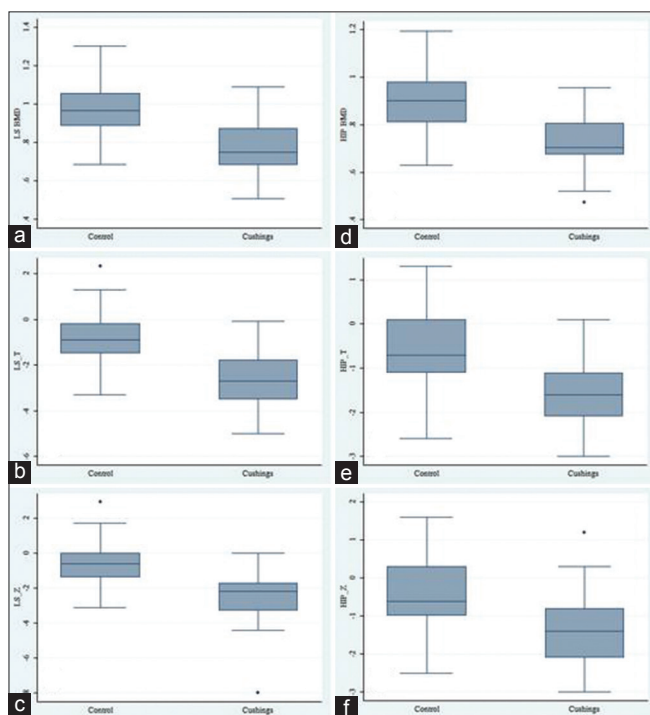 1.4
1.2
1
.8
.6
.4
LS BMD
Control
Cushings
a
1.2
1
.8
.6
.4
HIP BMD
Control
Cushings
d
2
0
-2
-4
-6
LS_T
Control
Cushings
b
1
0
-1
-2
-3
HIP_T
Control
Cushings
e
2
0
-2
-4
-6
-8
LS_Z
Control
Cushings
c
2
1
0
-1
-2
-3
HIP_Z
Control
Cushings
f